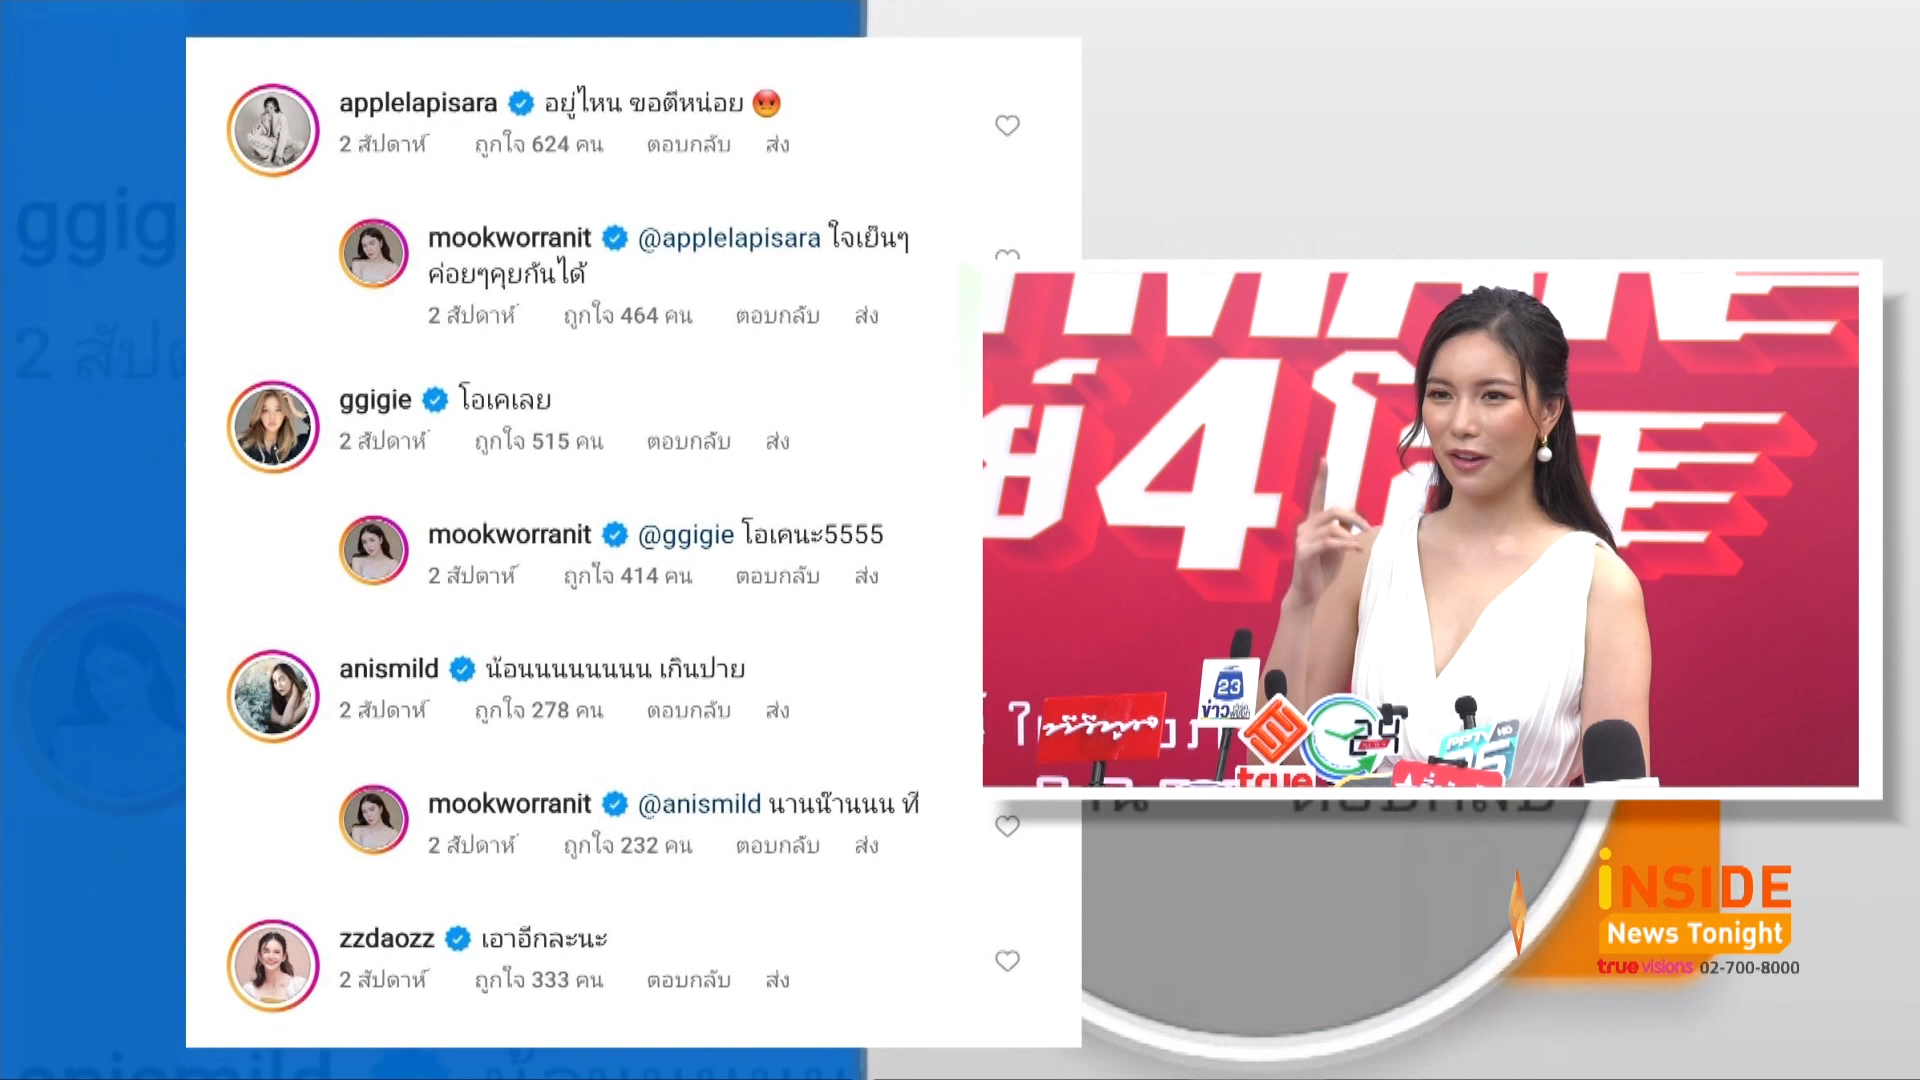 applelapisara อยู่ไหน ขอตีหน่อย 😡
2 สัปดาห์ ถูกใจ 624 คน ตอบกลับ ส่ง
mookworranit @applelapisara ใจเย็นๆ
ค่อยๆคุยกันได้
2 สัปดาห์ ถูกใจ 464 คน ตอบกลับ ส่ง
ggigie โอเคเลย
2 สัปดาห์ ถูกใจ 515 คน ตอบกลับ ส่ง
mookworranit @ggigie โอเคนะ5555
2 สัปดาห์ ถูกใจ 414 คน ตอบกลับ ส่ง
anismild น้อนนนนนนนน เกินปาย
2 สัปดาห์ ถูกใจ 278 คน ตอบกลับ ส่ง
mookworranit @anismild นานน๊านนน ที
2 สัปดาห์ ถูกใจ 232 คน ตอบกลับ ส่ง
zzdaozz เอาอีกละนะ
2 สัปดาห์ ถูกใจ 333 คน ตอบกลับ ส่ง
ggig
2 สัป
anismild
4
23
ข่าว
24
true
iNSIDE
News Tonight
truevisions 02-700-8000